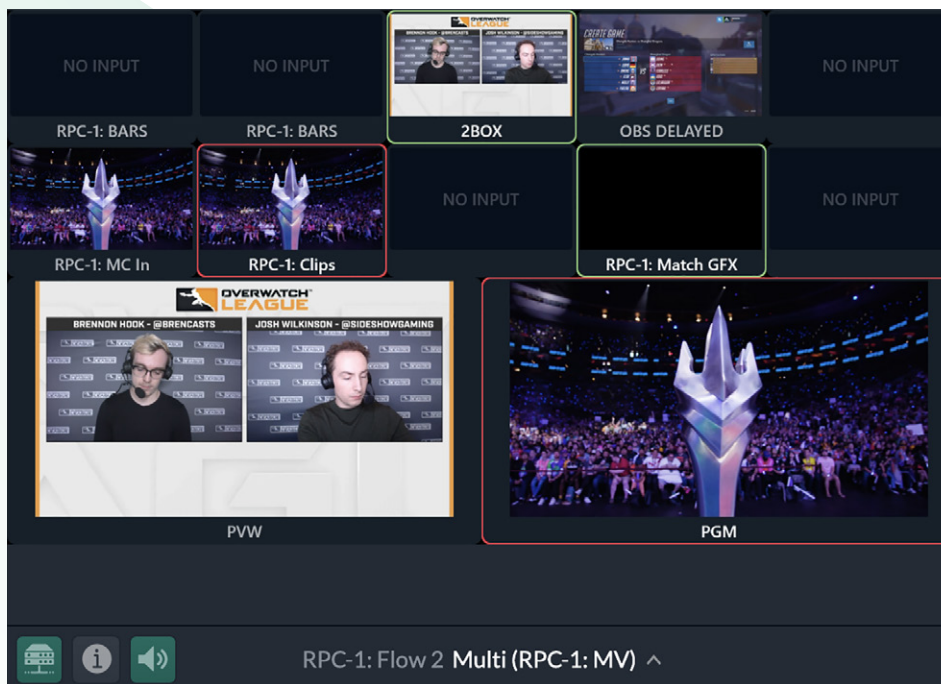 NO INPUT
NO INPUT
OVERWATCH
LEAGUE
BRENNON HOOK - @BRENCASTS
JOSH WILKINSON - @SIDESHOWGAMING
CREATE GAME
NO INPUT
RPC-1: BARS
RPC-1: BARS
2BOX
OBS DELAYED
NO INPUT
NO INPUT
RPC-1: MC In
RPC-1: Clips
RPC-1: Match GFX
OVERWATCH
LEAGUE
BRENNON HOOK - @BRENCASTS
JOSH WILKINSON - @SIDESHOWGAMING
PVW
PGM
RPC-1: Flow 2 Multi (RPC-1: MV)